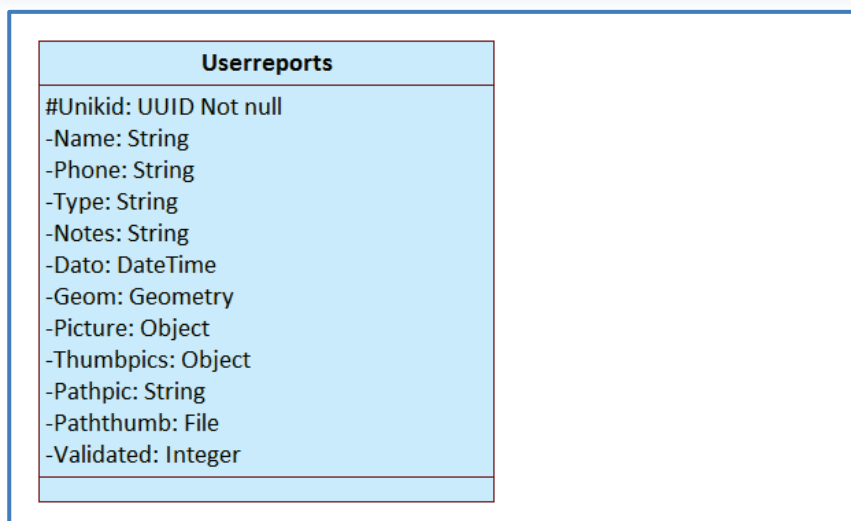 Userreports
#Unikid: UUID Not null
-Name: String
-Phone: String
-Type: String
-Notes: String
-Dato: DateTime
-Geom: Geometry
-Picture: Object
-Thumbpics: Object
-Pathpic: String
-Paththumb: File
-Validated: Integer